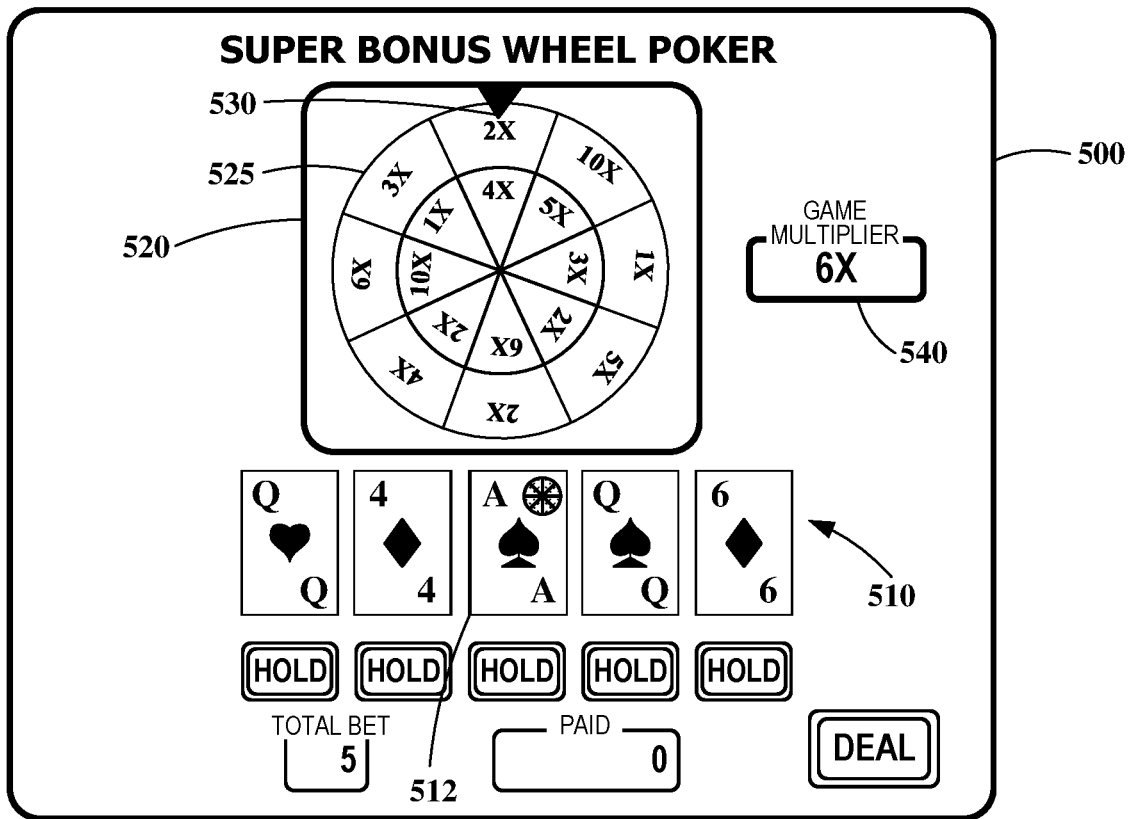 SUPER BONUS WHEEL POKER
530
525
520
500
2X
10X
1X
5X
2X
4X
6X
3X
4X
5X
3X
2X
6X
2X
10X
1X
GAME
MULTIPLIER
6X
540
Q Q
4 4
A A
Q Q
6 6
510
HOLD HOLD HOLD HOLD HOLD
512
TOTAL BET
5
PAID
0
DEAL